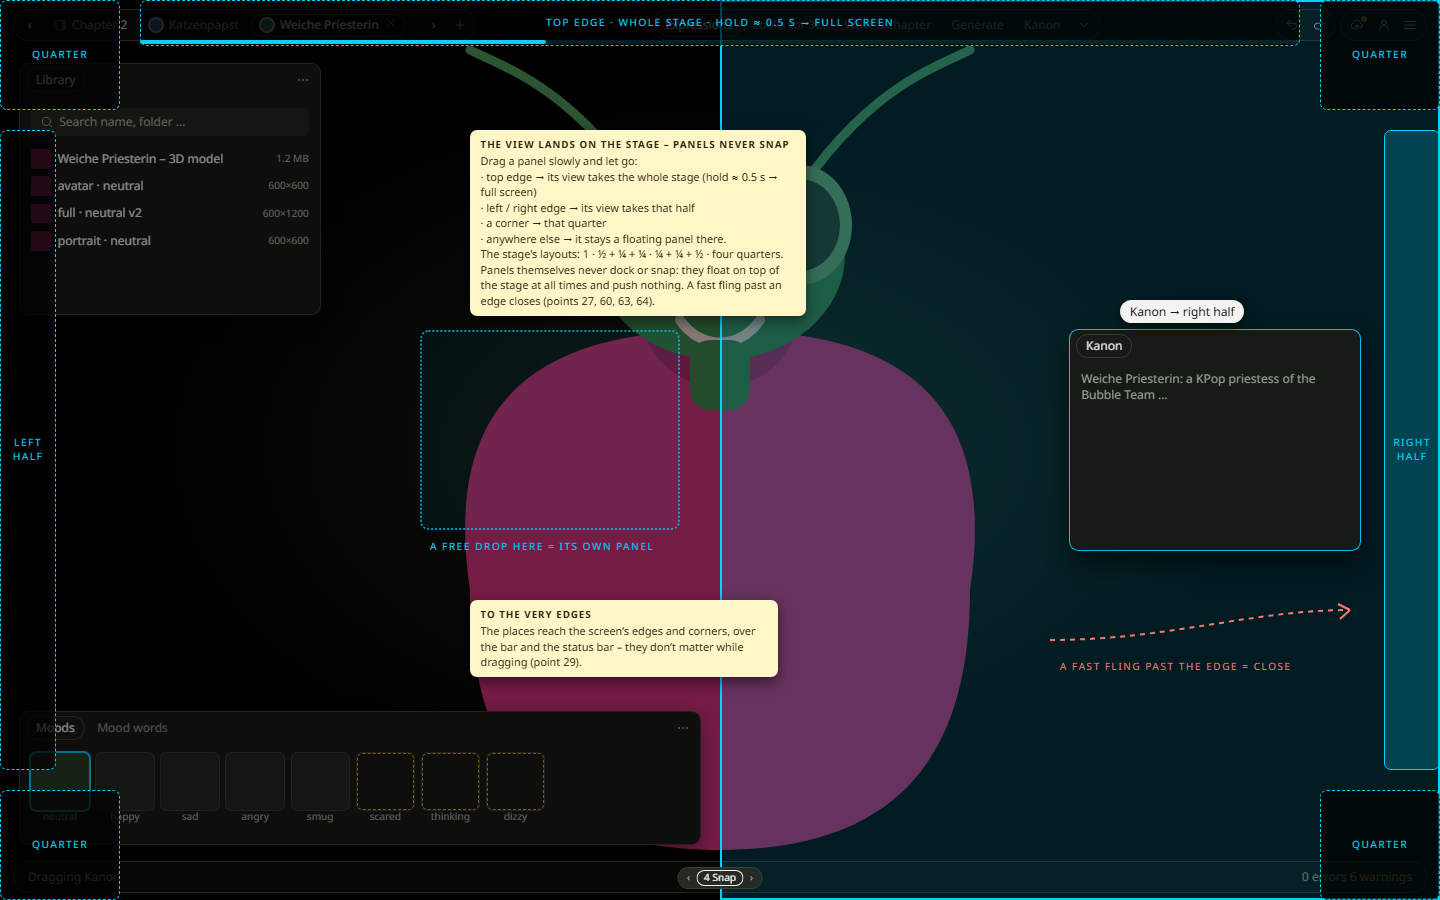 Chapter 2
Katzenpapst
Weiche Priesterin
TOP EDGE · WHOLE STAGE · HOLD ≈ 0.5 S → FULL SCREEN
Generate
Kanon
QUARTER
QUARTER
Library
Search name, folder ...
Weiche Priesterin – 3D model
1.2 MB
avatar · neutral
600×600
full · neutral v2
600×1200
portrait · neutral
600×600
THE VIEW LANDS ON THE STAGE – PANELS NEVER SNAP
Drag a panel slowly and let go:
· top edge → its view takes the whole stage (hold ≈ 0.5 s →
full screen)
· left / right edge → its view takes that half
· a corner → that quarter
· anywhere else → it stays a floating panel there.
The stage’s layouts: 1 · ½ + ¼ + ¼ · ¼ + ¼ + ½ · four quarters.
Panels themselves never dock or snap: they float on top of
the stage at all times and push nothing. A fast fling past an
edge closes (points 27, 60, 63, 64).
Kanon → right half
Kanon
Weiche Priesterin: a KPop priestess of the
Bubble Team ...
LEFT
HALF
RIGHT
HALF
A FREE DROP HERE = ITS OWN PANEL
TO THE VERY EDGES
The places reach the screen’s edges and corners, over
the bar and the status bar – they don’t matter while
dragging (point 29).
A FAST FLING PAST THE EDGE = CLOSE
Moods
Mood words
neutral
happy
sad
angry
smug
scared
thinking
dizzy
QUARTER
QUARTER
Dragging Kanon
4 Snap
0 errors 6 warnings